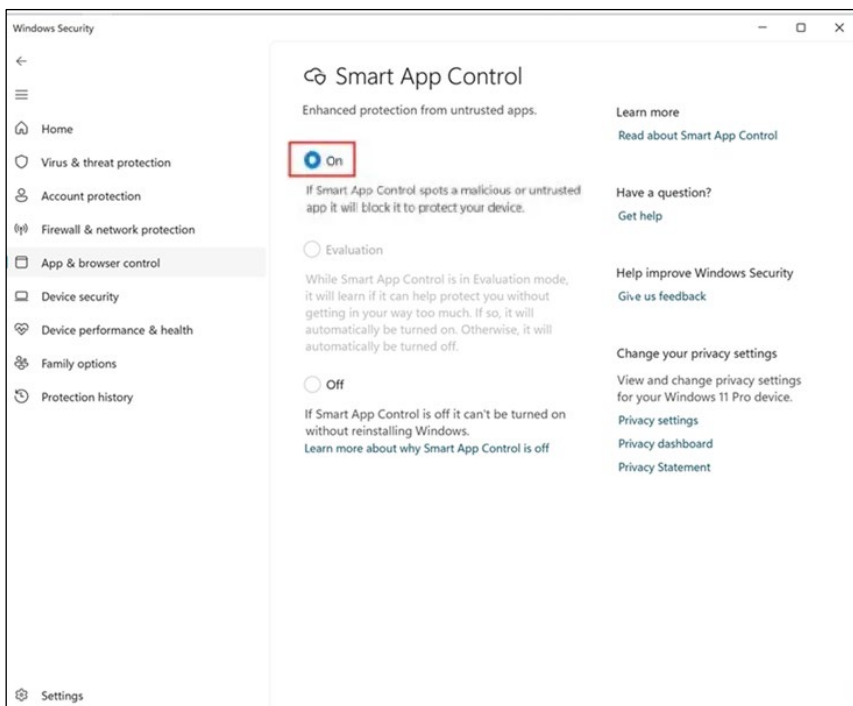 Windows Security
Home
Virus & threat protection
Account protection
Firewall & network protection
App & browser control
Device security
Device performance & health
Family options
Protection history
Settings
Smart App Control
Enhanced protection from untrusted apps.
On
If Smart App Control spots a malicious or untrusted
app it will block it to protect your device.
Evaluation
While Smart App Control is in Evaluation mode,
it will learn if it can help protect you without
getting in your way too much. If so, it will
automatically be turned on. Otherwise, it will
automatically be turned off.
Off
If Smart App Control is off it can't be turned on
without reinstalling Windows.
Learn more about why Smart App Control is off
Learn more
Read about Smart App Control
Have a question?
Get help
Help improve Windows Security
Give us feedback
Change your privacy settings
View and change privacy settings
for your Windows 11 Pro device.
Privacy settings
Privacy dashboard
Privacy Statement